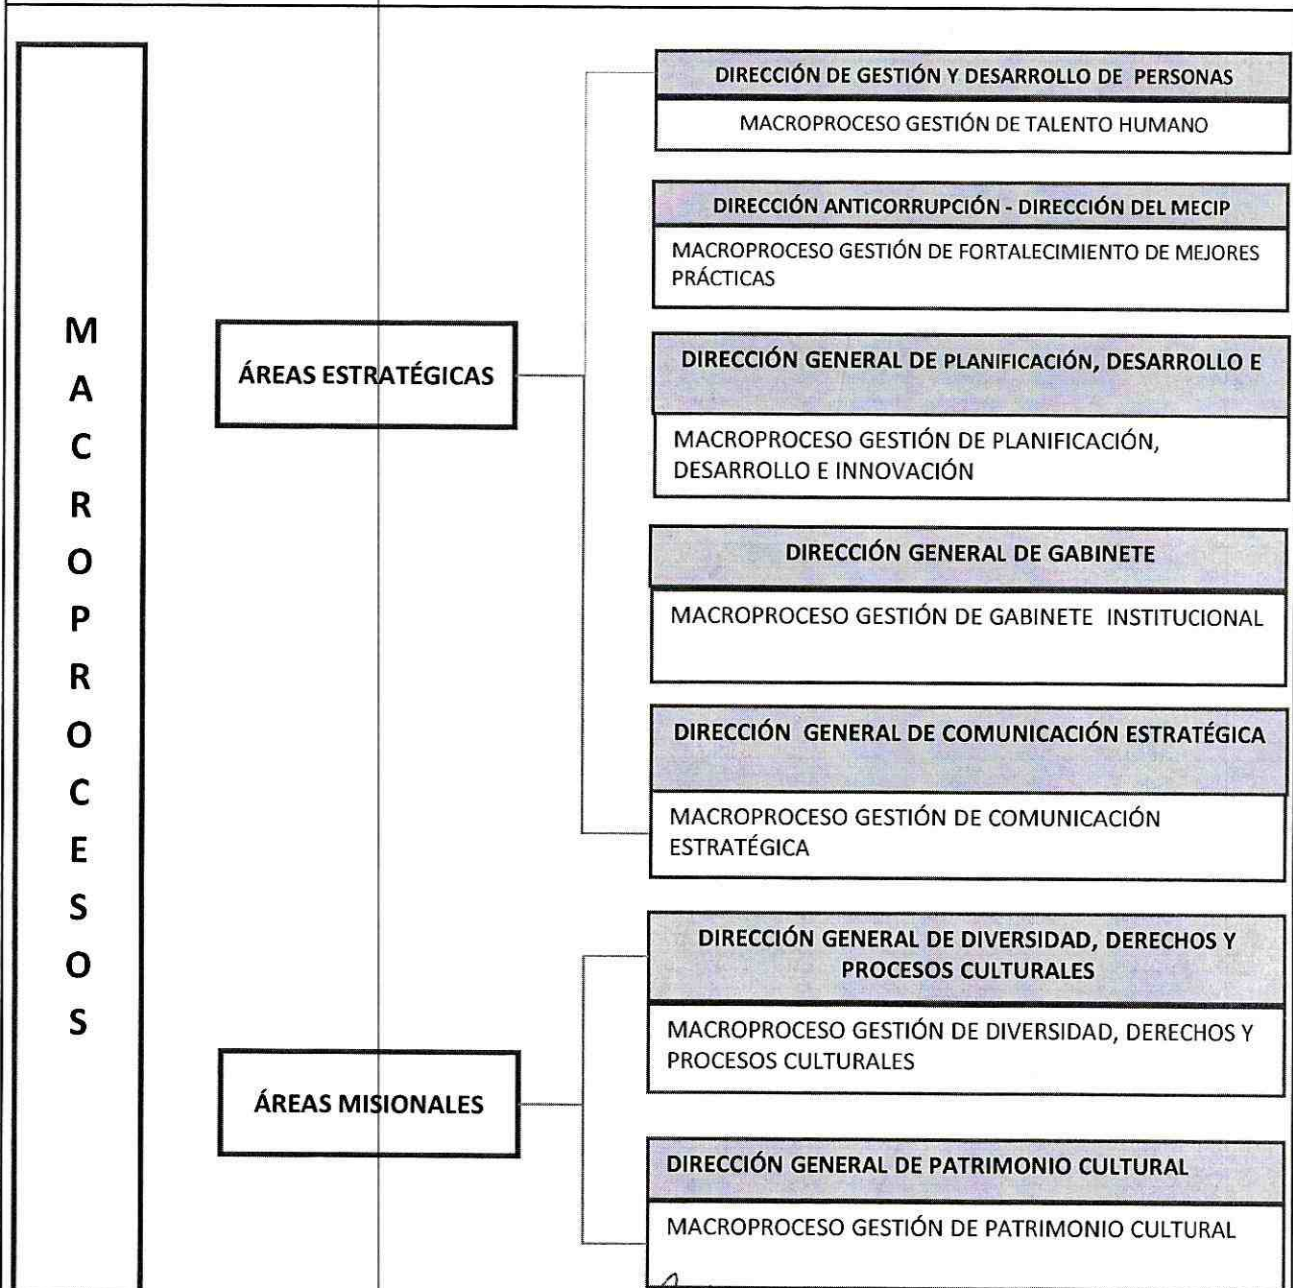 MACROPROCESOS
ÁREAS ESTRATÉGICAS
DIRECCIÓN DE GESTIÓN Y DESARROLLO DE PERSONAS
MACROPROCESO GESTIÓN DE TALENTO HUMANO
DIRECCIÓN ANTICORRUPCIÓN - DIRECCIÓN DEL MECIP
MACROPROCESO GESTIÓN DE FORTALECIMIENTO DE MEJORES
PRÁCTICAS
DIRECCIÓN GENERAL DE PLANIFICACIÓN, DESARROLLO E
MACROPROCESO GESTIÓN DE PLANIFICACIÓN,
DESARROLLO E INNOVACIÓN
DIRECCIÓN GENERAL DE GABINETE
MACROPROCESO GESTIÓN DE GABINETE INSTITUCIONAL
DIRECCIÓN GENERAL DE COMUNICACIÓN ESTRATÉGICA
MACROPROCESO GESTIÓN DE COMUNICACIÓN
ESTRATÉGICA
ÁREAS MISIONALES
DIRECCIÓN GENERAL DE DIVERSIDAD, DERECHOS Y
PROCESOS CULTURALES
MACROPROCESO GESTIÓN DE DIVERSIDAD, DERECHOS Y
PROCESOS CULTURALES
DIRECCIÓN GENERAL DE PATRIMONIO CULTURAL
MACROPROCESO GESTIÓN DE PATRIMONIO CULTURAL